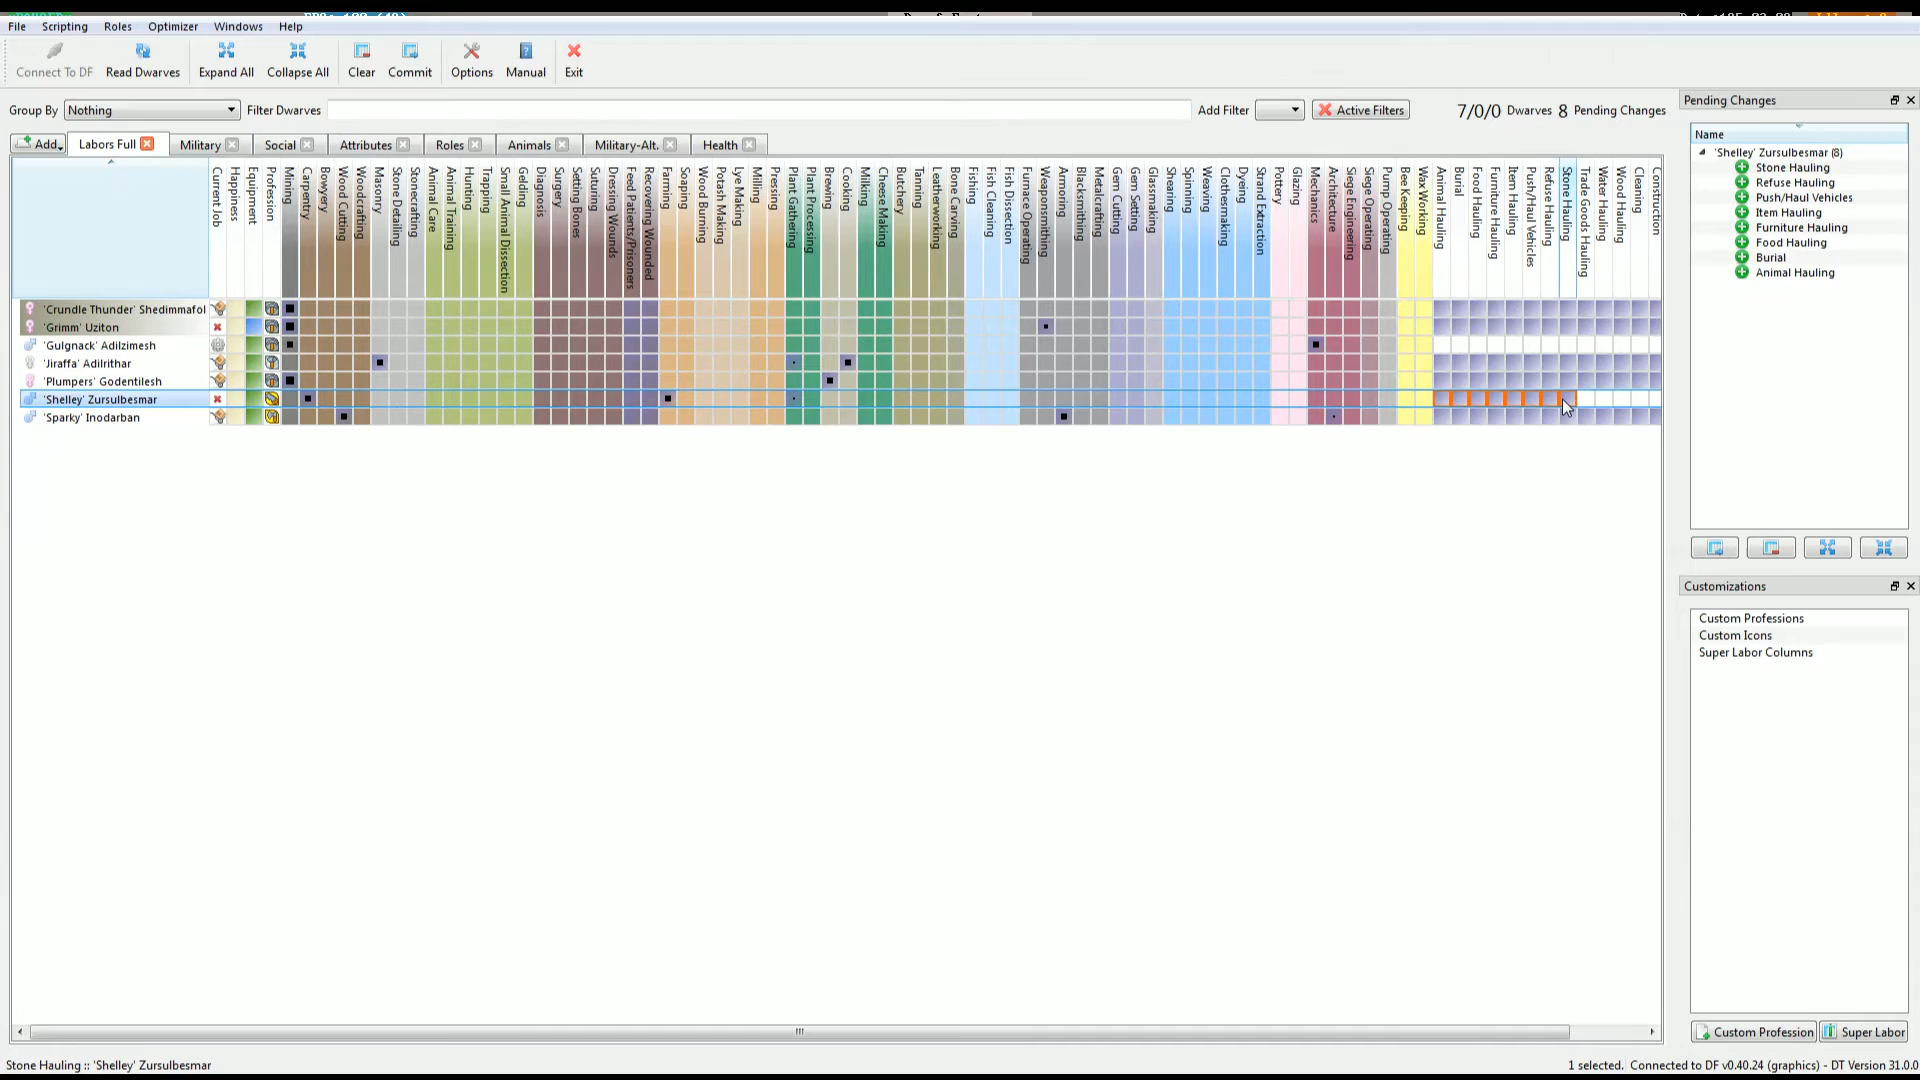 File Scripting Roles Optimizer Windows Help
Connect To DF Read Dwarves Expand All Collapse All Clear Commit Options Manual Exit
Group By Nothing Filter Dwarves Add Filter Active Filters 7/0/0 Dwarves 8 Pending Changes
Add Labors Full Military Social Attributes Roles Animals Military-Alt. Health
Current Job
Happiness
Equipment
Profession
Mining
Carpentry
Bowyery
Wood Cutting
Woodcrafting
Masonry
Stone Detailing
Stonecrafting
Animal Care
Animal Training
Hunting
Trapping
Small Animal Dissection
Gelding
Diagnosis
Surgery
Setting Bones
Suturing
Dressing Wounds
Feed Patients/Prisoners
Recovering Wounded
Farming
Soaping
Wood Burning
Potash Making
Lye Making
Milling
Pressing
Plant Gathering
Plant Processing
Brewing
Cooking
Milking
Cheese Making
Butchery
Tanning
Leatherworking
Bone Carving
Fishing
Fish Cleaning
Fish Dissection
Furnace Operating
Weaponsmithing
Armoring
Blacksmithing
Metalcrafting
Gem Cutting
Gem Setting
Glassmaking
Shearing
Spinning
Weaving
Clothesmaking
Dyeing
Strand Extraction
Pottery
Glazing
Mechanics
Architecture
Siege Engineering
Siege Operating
Pump Operating
Bee Keeping
Wax Working
Animal Hauling
Burial
Food Hauling
Furniture Hauling
Item Hauling
Push/Haul Vehicles
Refuse Hauling
Stone Hauling
Trade Goods Hauling
Water Hauling
Wood Hauling
Cleaning
Construction
'Crundle Thunder' Shedimmafol
'Grimm' Uziton
'Gulgnack' Adilzimesh
'Jiraffa' Adilrithar
'Plumpers' Godentilesh
'Shelley' Zursulbesmar
'Sparky' Inodarban
Pending Changes
Name
'Shelley' Zursulbesmar (8)
Stone Hauling
Refuse Hauling
Push/Haul Vehicles
Item Hauling
Furniture Hauling
Food Hauling
Burial
Animal Hauling
Customizations
Custom Professions
Custom Icons
Super Labor Columns
Custom Profession Super Labor
Stone Hauling :: 'Shelley' Zursulbesmar 1 selected. Connected to DF v0.40.24 (graphics) - DT Version 31.0.0